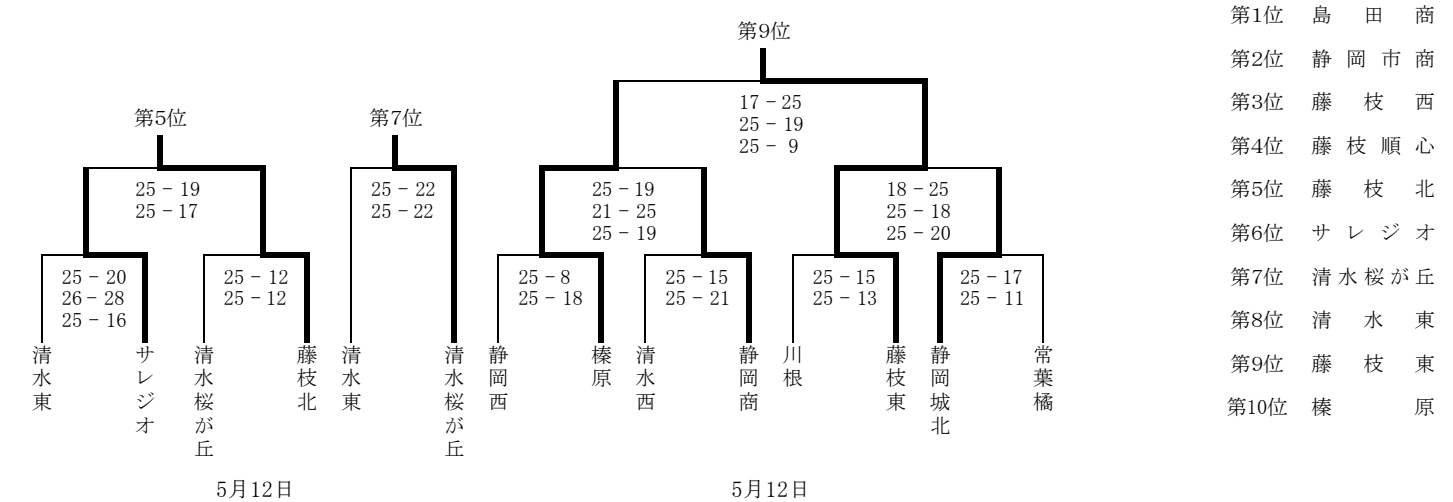 第9位
17 − 25
25 − 19
25 − 9
第5位
第7位
25 − 19
25 − 17
25 − 22
25 − 22
25 − 19
21 − 25
25 − 19
18 − 25
25 − 18
25 − 20
25 − 20
26 − 28
25 − 16
25 − 12
25 − 12
25 − 8
25 − 18
25 − 15
25 − 21
25 − 15
25 − 13
25 − 17
25 − 11
清水東
サレジオ
清水桜が丘
藤枝北
清水東
清水桜が丘
静岡西
榛原
清水西
静岡商
川根
藤枝東
静岡城北
常葉橘
5月12日
5月12日
第1位 島田商
第2位 静岡市商
第3位 藤枝西
第4位 藤枝順心
第5位 藤枝北
第6位 サレジオ
第7位 清水桜が丘
第8位 清水東
第9位 藤枝東
第10位 榛原